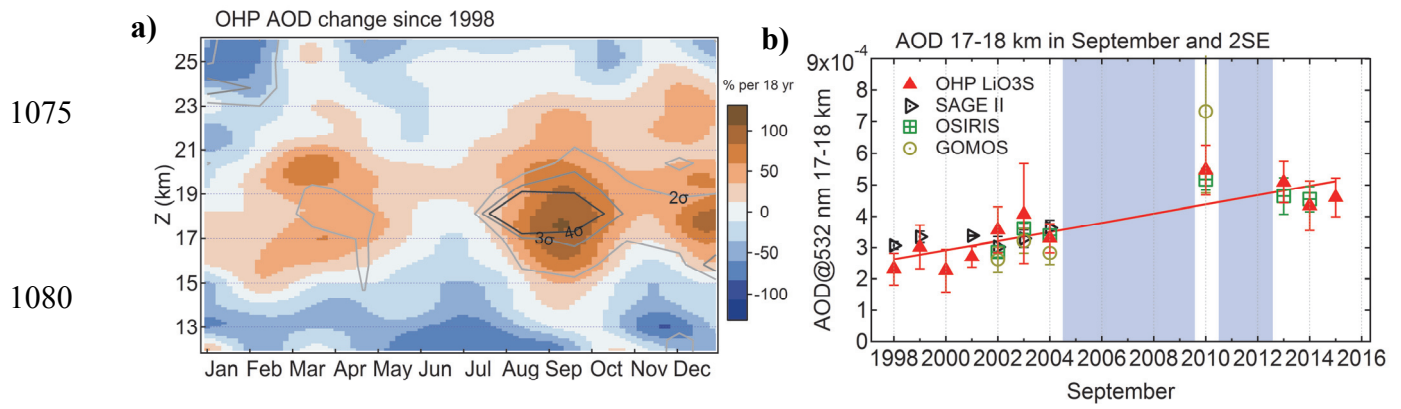 1075
1080
a)
OHP AOD change since 1998
Z (km)
25
23
21
19
17
15
13
Jan Feb Mar Apr May Jun Jul Aug Sep Oct Nov Dec
2σ
3σ
4σ
% per 18 yr
100
50
0
-50
-100
b)
AOD 17-18 km in September and 2SE
AOD@532 nm 17-18 km
9x10⁻⁴
8
7
6
5
4
3
2
1
0
OHP LiO3S
SAGE II
OSIRIS
GOMOS
1998 2000 2002 2004 2006 2008 2010 2012 2014 2016
September